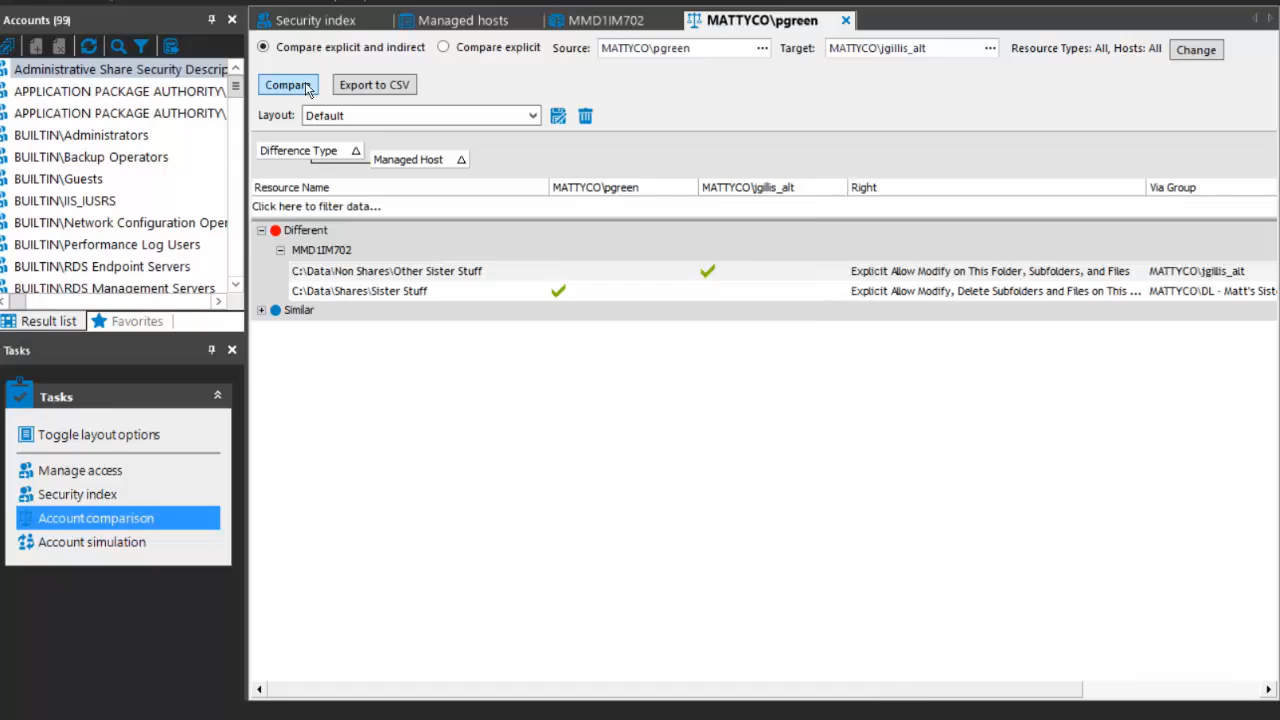 Accounts (99)
Security index
Managed hosts
MMD1IM702
MATTYCO\pgreen
Compare explicit and indirect
Compare explicit
Source:
MATTYCO\pgreen
...
Target:
MATTYCO\jgillis_alt
...
Resource Types: All, Hosts: All
Change
Compare
Export to CSV
Layout:
Default
Difference Type
Managed Host
Resource Name
MATTYCO\pgreen
MATTYCO\jgillis_alt
Right
Via Group
Click here to filter data...
Different
MMD1IM702
C:\Data\Non Shares\Other Sister Stuff
Explicit Allow Modify on This Folder, Subfolders, and Files
MATTYCO\jgillis_alt
C:\Data\Shares\Sister Stuff
Explicit Allow Modify, Delete Subfolders and Files on This ...
MATTYCO\DL - Matt's Sist
Similar
Administrative Share Security Descrip
APPLICATION PACKAGE AUTHORITY\
APPLICATION PACKAGE AUTHORITY\
BUILTIN\Administrators
BUILTIN\Backup Operators
BUILTIN\Guests
BUILTIN\IIS_IUSRS
BUILTIN\Network Configuration Oper
BUILTIN\Performance Log Users
BUILTIN\RDS Endpoint Servers
BUILTIN\RDS Management Servers
Result list
Favorites
Tasks
Tasks
Toggle layout options
Manage access
Security index
Account comparison
Account simulation